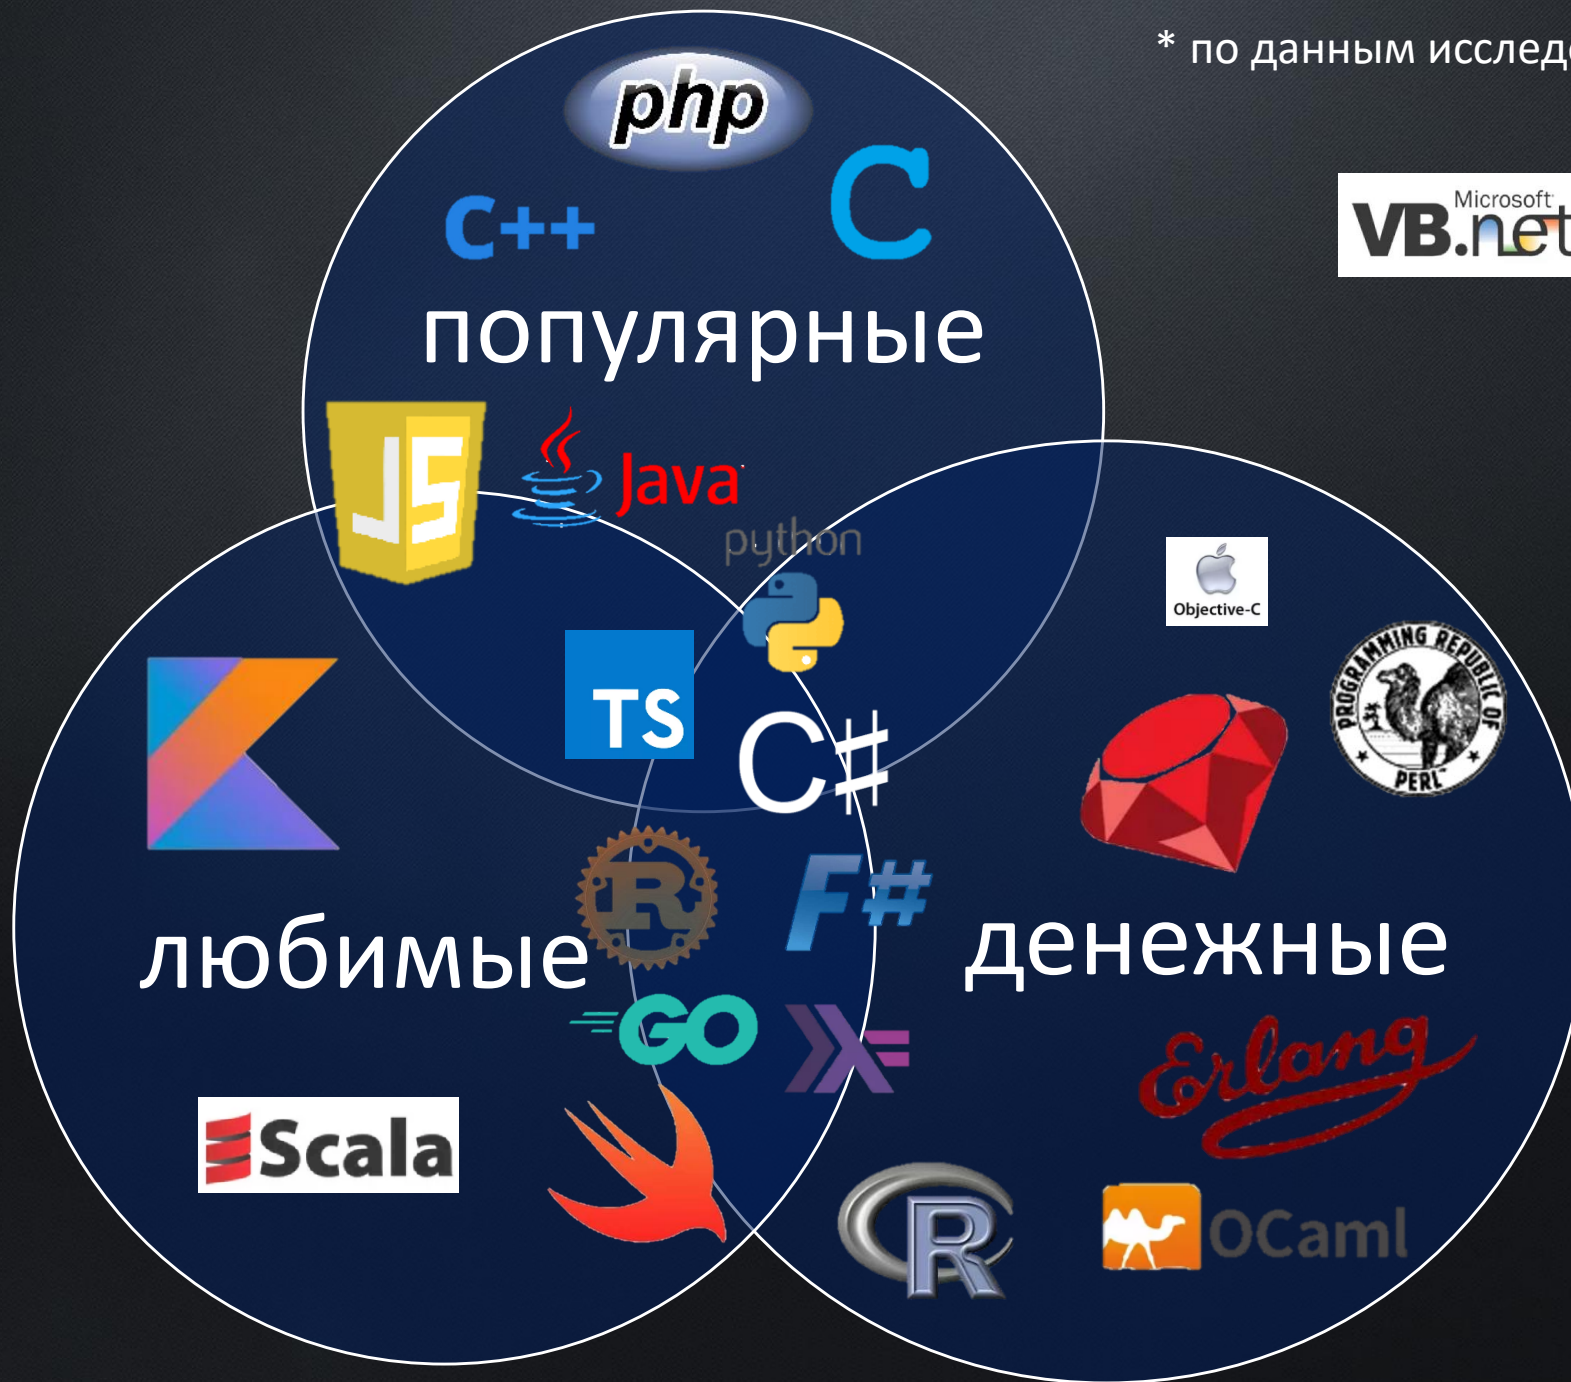 * по данным исследо
php
C++
C
Microsoft
VB.net
популярные
JS
Java
python
Objective-C
PROGRAMMING REPUBLIC OF
PERL
TS
C#
R
F#
любимые
денежные
GO
Erlang
Scala
R
OCaml